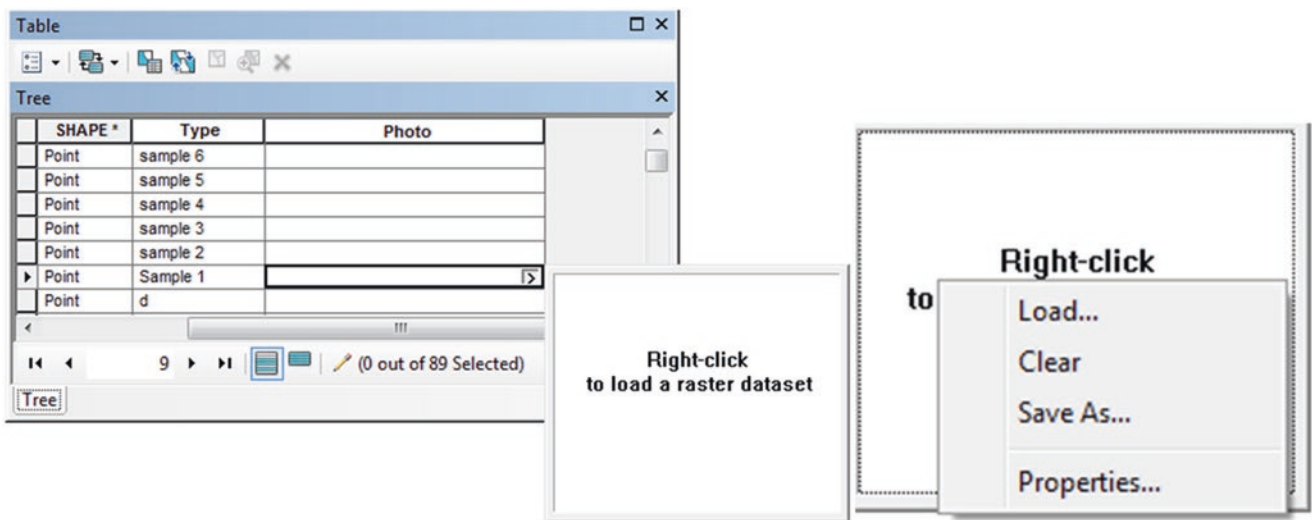 Table
Tree
SHAPE * Type Photo
Point sample 6
Point sample 5
Point sample 4
Point sample 3
Point sample 2
Point Sample 1
Point d
9 (0 out of 89 Selected)
Tree
Right-click
to load a raster dataset
Right-click
to
Load...
Clear
Save As...
Properties...